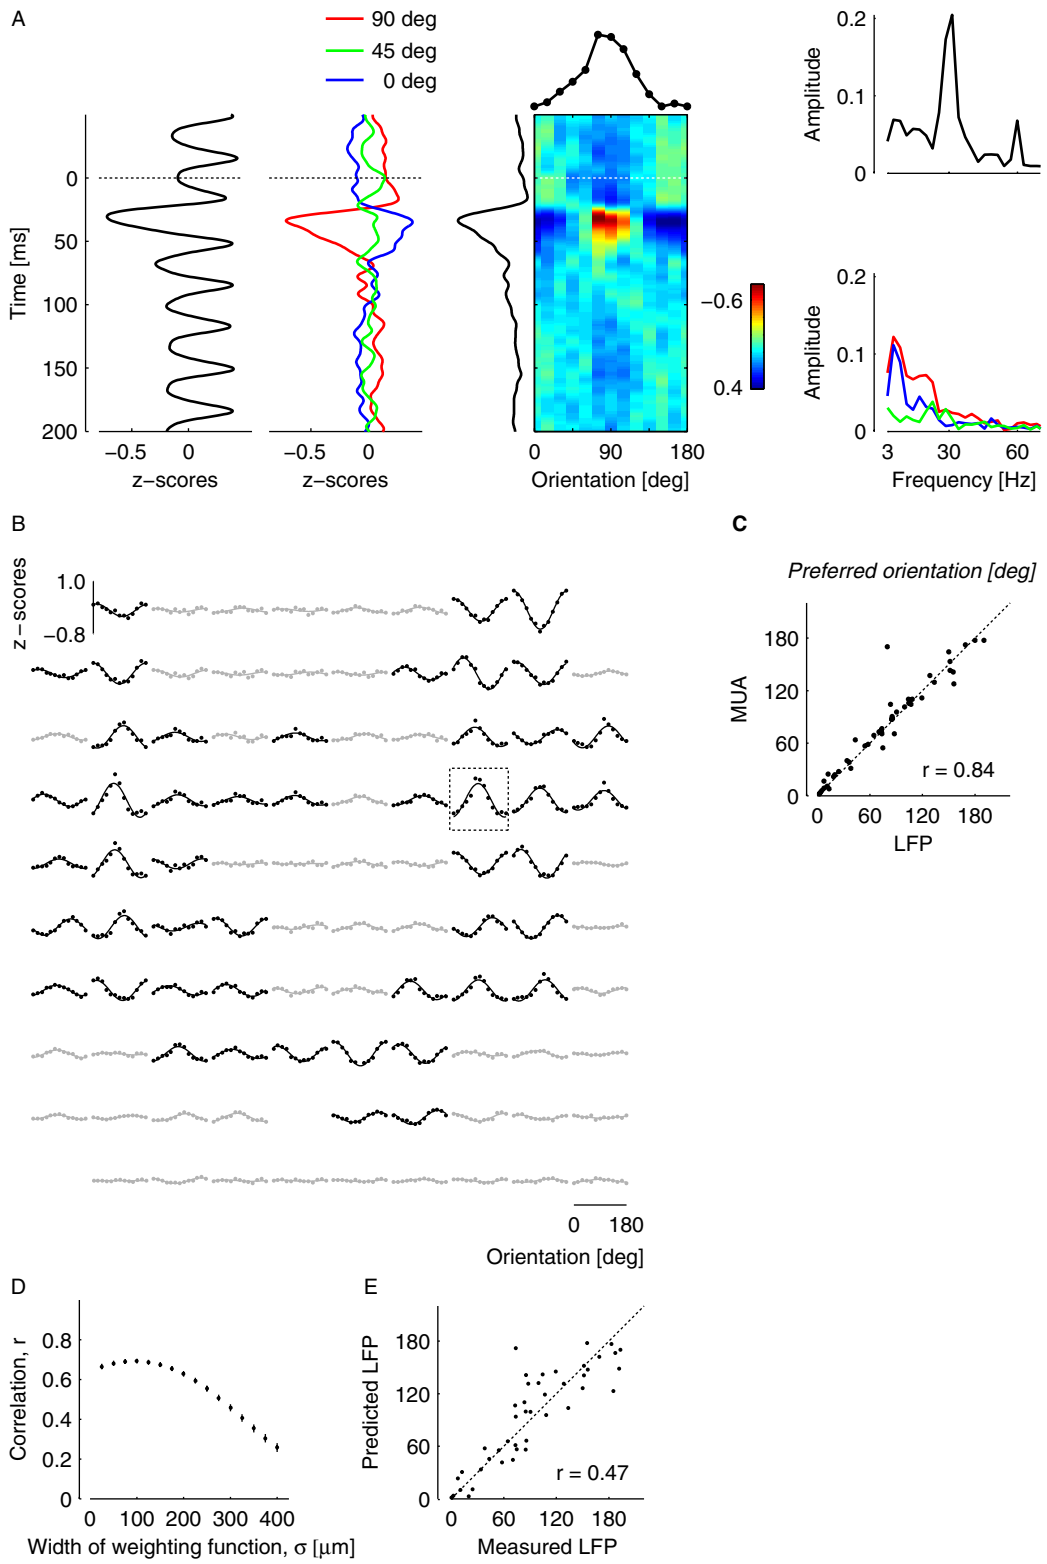 A
90 deg
45 deg
0 deg
Time [ms]
0
50
100
150
200
−0.5
0
z−scores
−0.5
0
z−scores
0
90
180
Orientation [deg]
−0.6
0.4
Amplitude
0.2
0.1
0
Amplitude
0.2
0.1
0
3
30
60
Frequency [Hz]
B
z−scores
1.0
−0.8
0
180
Orientation [deg]
C
Preferred orientation [deg]
MUA
180
120
60
0
r = 0.84
0
60
120
180
LFP
D
Correlation, r
0.8
0.6
0.4
0.2
0
0
100
200
300
400
Width of weighting function, σ [μm]
E
Predicted LFP
180
120
60
0
r = 0.47
0
60
120
180
Measured LFP